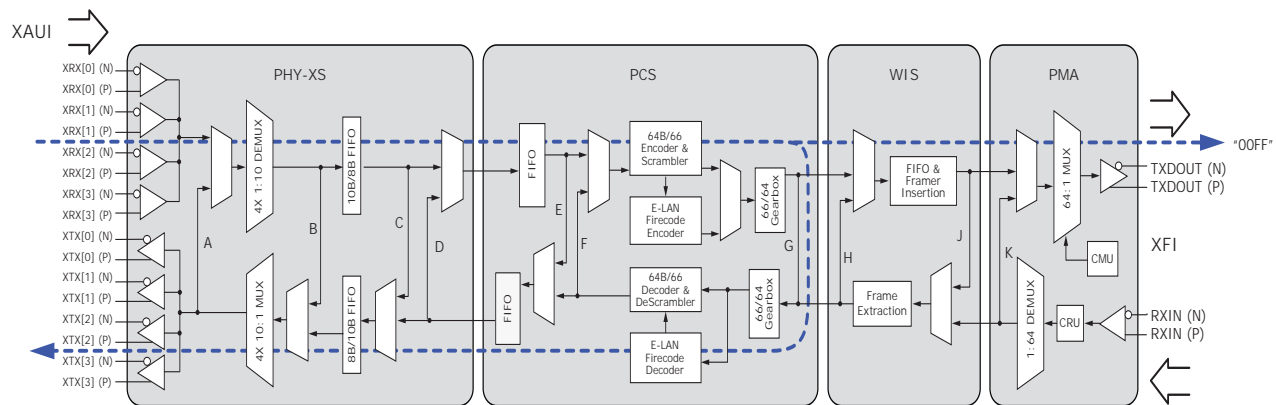 XAUI
PHY-XS
PCS
WIS
PMA
XRX[0] (N)
XRX[0] (P)
XRX[1] (N)
XRX[1] (P)
XRX[2] (N)
XRX[2] (P)
XRX[3] (N)
XRX[3] (P)
XTX[0] (N)
XTX[0] (P)
XTX[1] (N)
XTX[1] (P)
XTX[2] (N)
XTX[2] (P)
XTX[3] (N)
XTX[3] (P)
A
4X 1:10 DEMUX
4X 10:1 MUX
B
10B/8B FIFO
8B/10B FIFO
C
D
FIFO
FIFO
E
F
64B/66
Encoder &
Scrambler
E-LAN
Firecode
Encoder
64B/66
Decoder &
DeScrambler
E-LAN
Firecode
Decoder
66/64
Gearbox
66/64
Gearbox
G
H
FIFO &
Framer
Insertion
Frame
Extraction
J
K
64:1 MUX
1:64 DEMUX
CMU
CRU
"00FF"
TXDOUT (N)
TXDOUT (P)
XFI
RXIN (N)
RXIN (P)